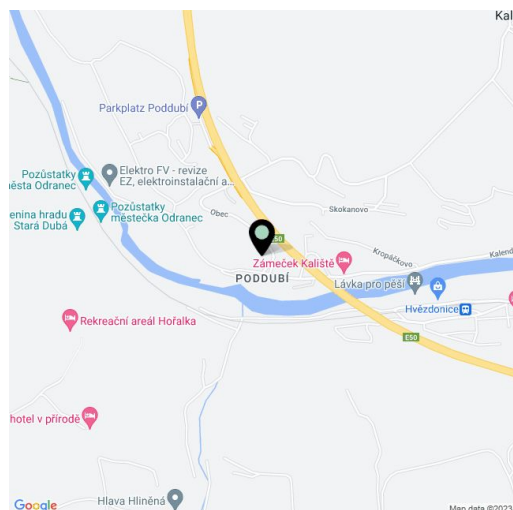 Kal
Parkplatz Poddubí
P
Pozůstatky
města Odranec
Elektro FV - revize
EZ, elektroinstalační a...
enina hradu
Stará Dubá
Pozůstatky
městečka Odranec
Obec
Skokanovo
E50
Zámeček Kaliště
Kropáčkovo
Kalend
PODDUBÍ
Lávka pro pěší
Hvězdonice
Rekreační areál Hořalka
E50
hotel v přírodě
Hlava Hliněná
Google
Map data ©2023